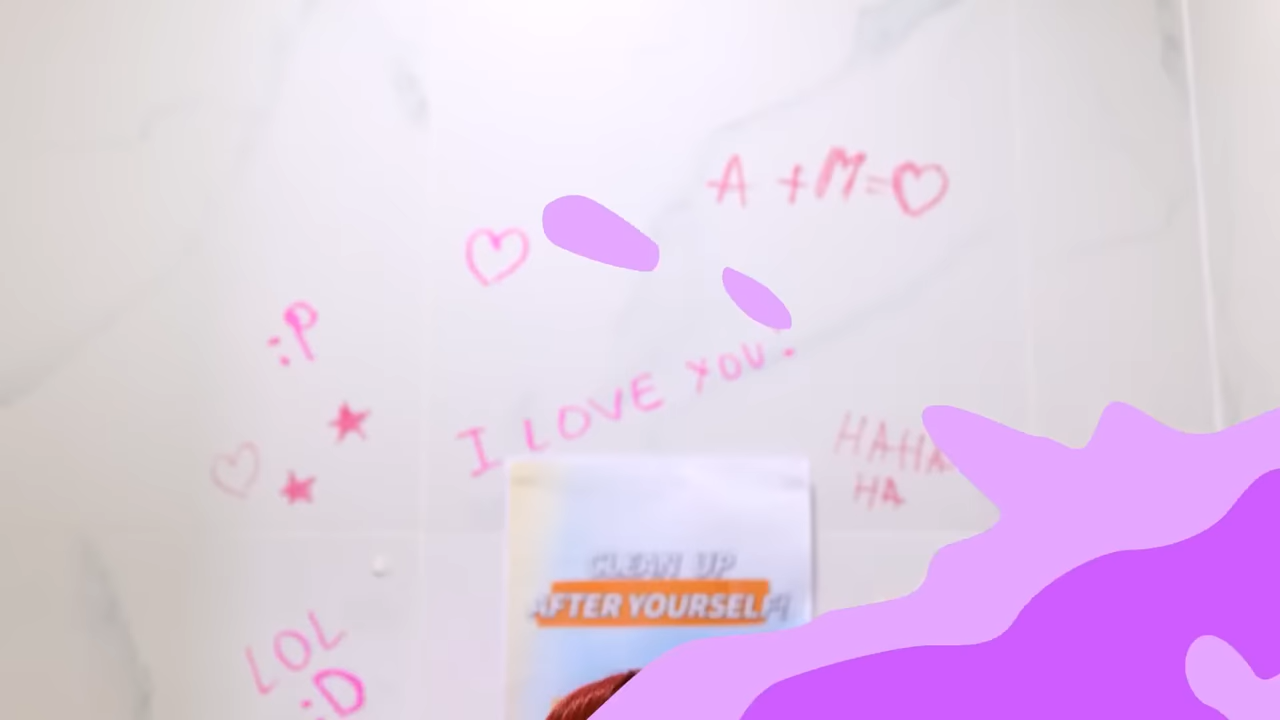 A + M = ♡
:P
I LOVE YOU.
HAHA
HA
CLEAN UP
AFTER YOURSELF!
LOL
:D